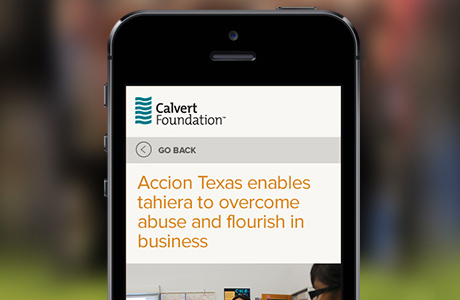 Calvert
Foundation™
GO BACK
Accion Texas enables
tahiera to overcome
abuse and flourish in
business